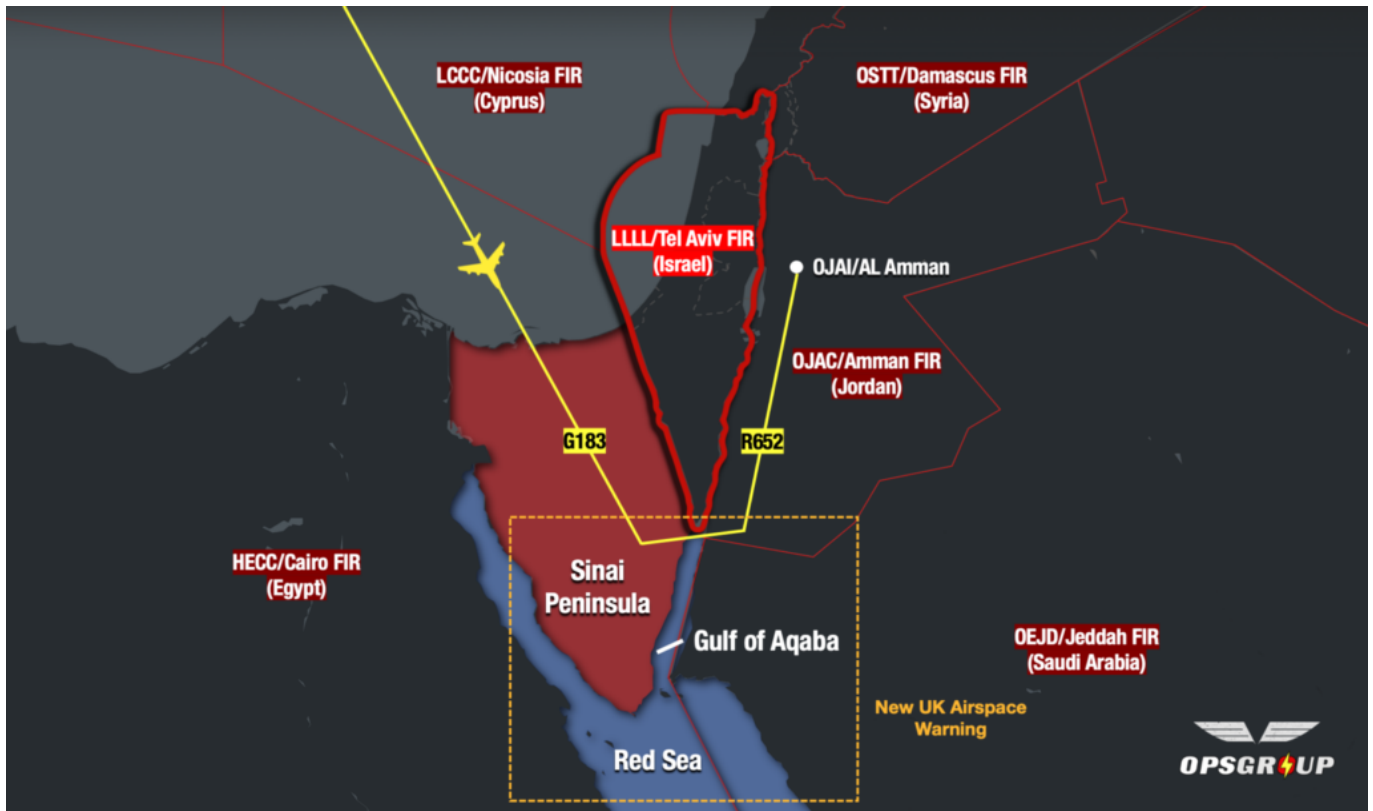 LCCC/Nicosia FIR
(Cyprus)
OSTT/Damascus FIR
(Syria)
LLLL/Tel Aviv FIR
(Israel)
OJAI/AL Amman
OJAC/Amman FIR
(Jordan)
G183
R652
HECC/Cairo FIR
(Egypt)
Sinai
Peninsula
Gulf of Aqaba
OEJD/Jeddah FIR
(Saudi Arabia)
New UK Airspace
Warning
Red Sea
OPSGROUP